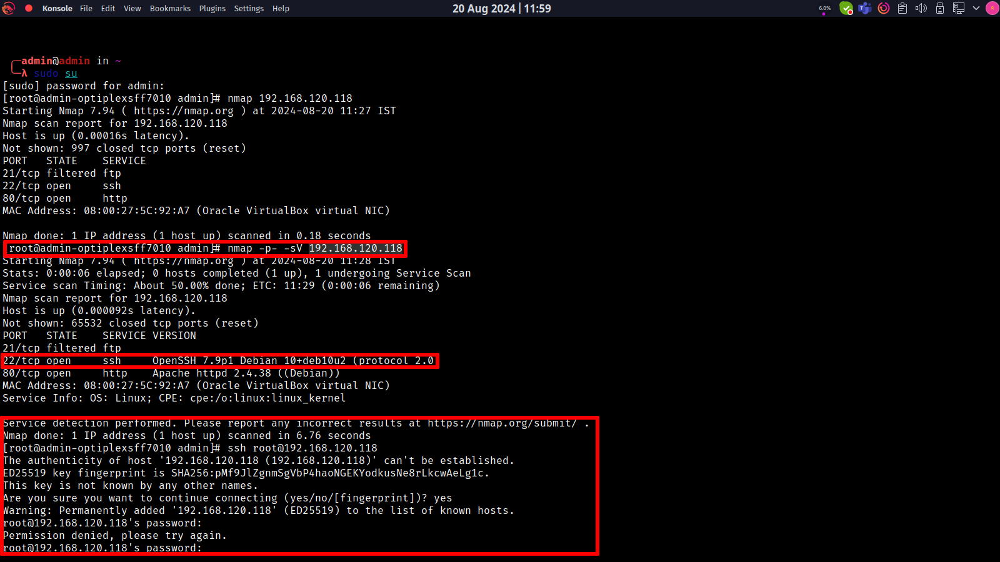 Konsole File Edit View Bookmarks Plugins Settings Help 20 Aug 2024 | 11:59 6.0%
admin@admin in ~
λ sudo su
[sudo] password for admin:
[root@admin-optiplexsff7010 admin]# nmap 192.168.120.118
Starting Nmap 7.94 ( https://nmap.org ) at 2024-08-20 11:27 IST
Nmap scan report for 192.168.120.118
Host is up (0.00016s latency).
Not shown: 997 closed tcp ports (reset)
PORT   STATE    SERVICE
21/tcp filtered ftp
22/tcp open     ssh
80/tcp open     http
MAC Address: 08:00:27:5C:92:A7 (Oracle VirtualBox virtual NIC)
Nmap done: 1 IP address (1 host up) scanned in 0.18 seconds
root@admin-optiplexsff7010 admin]# nmap -p- -sV 192.168.120.118
Starting Nmap 7.94 ( https://nmap.org ) at 2024-08-20 11:28 IST
Stats: 0:00:06 elapsed; 0 hosts completed (1 up), 1 undergoing Service Scan
Service scan Timing: About 50.00% done; ETC: 11:29 (0:00:06 remaining)
Nmap scan report for 192.168.120.118
Host is up (0.000092s latency).
Not shown: 65532 closed tcp ports (reset)
PORT   STATE    SERVICE VERSION
21/tcp filtered ftp
22/tcp open     ssh     OpenSSH 7.9p1 Debian 10+deb10u2 (protocol 2.0
80/tcp open     http    Apache httpd 2.4.38 ((Debian))
MAC Address: 08:00:27:5C:92:A7 (Oracle VirtualBox virtual NIC)
Service Info: OS: Linux; CPE: cpe:/o:linux:linux_kernel
Service detection performed. Please report any incorrect results at https://nmap.org/submit/ .
Nmap done: 1 IP address (1 host up) scanned in 6.76 seconds
[root@admin-optiplexsff7010 admin]# ssh root@192.168.120.118
The authenticity of host '192.168.120.118 (192.168.120.118)' can't be established.
ED25519 key fingerprint is SHA256:pMf9JlZgnmSgVbP4haoNGEKYodkusNe8rLkcwAeLg1c.
This key is not known by any other names.
Are you sure you want to continue connecting (yes/no/[fingerprint])? yes
Warning: Permanently added '192.168.120.118' (ED25519) to the list of known hosts.
root@192.168.120.118's password:
Permission denied, please try again.
root@192.168.120.118's password: